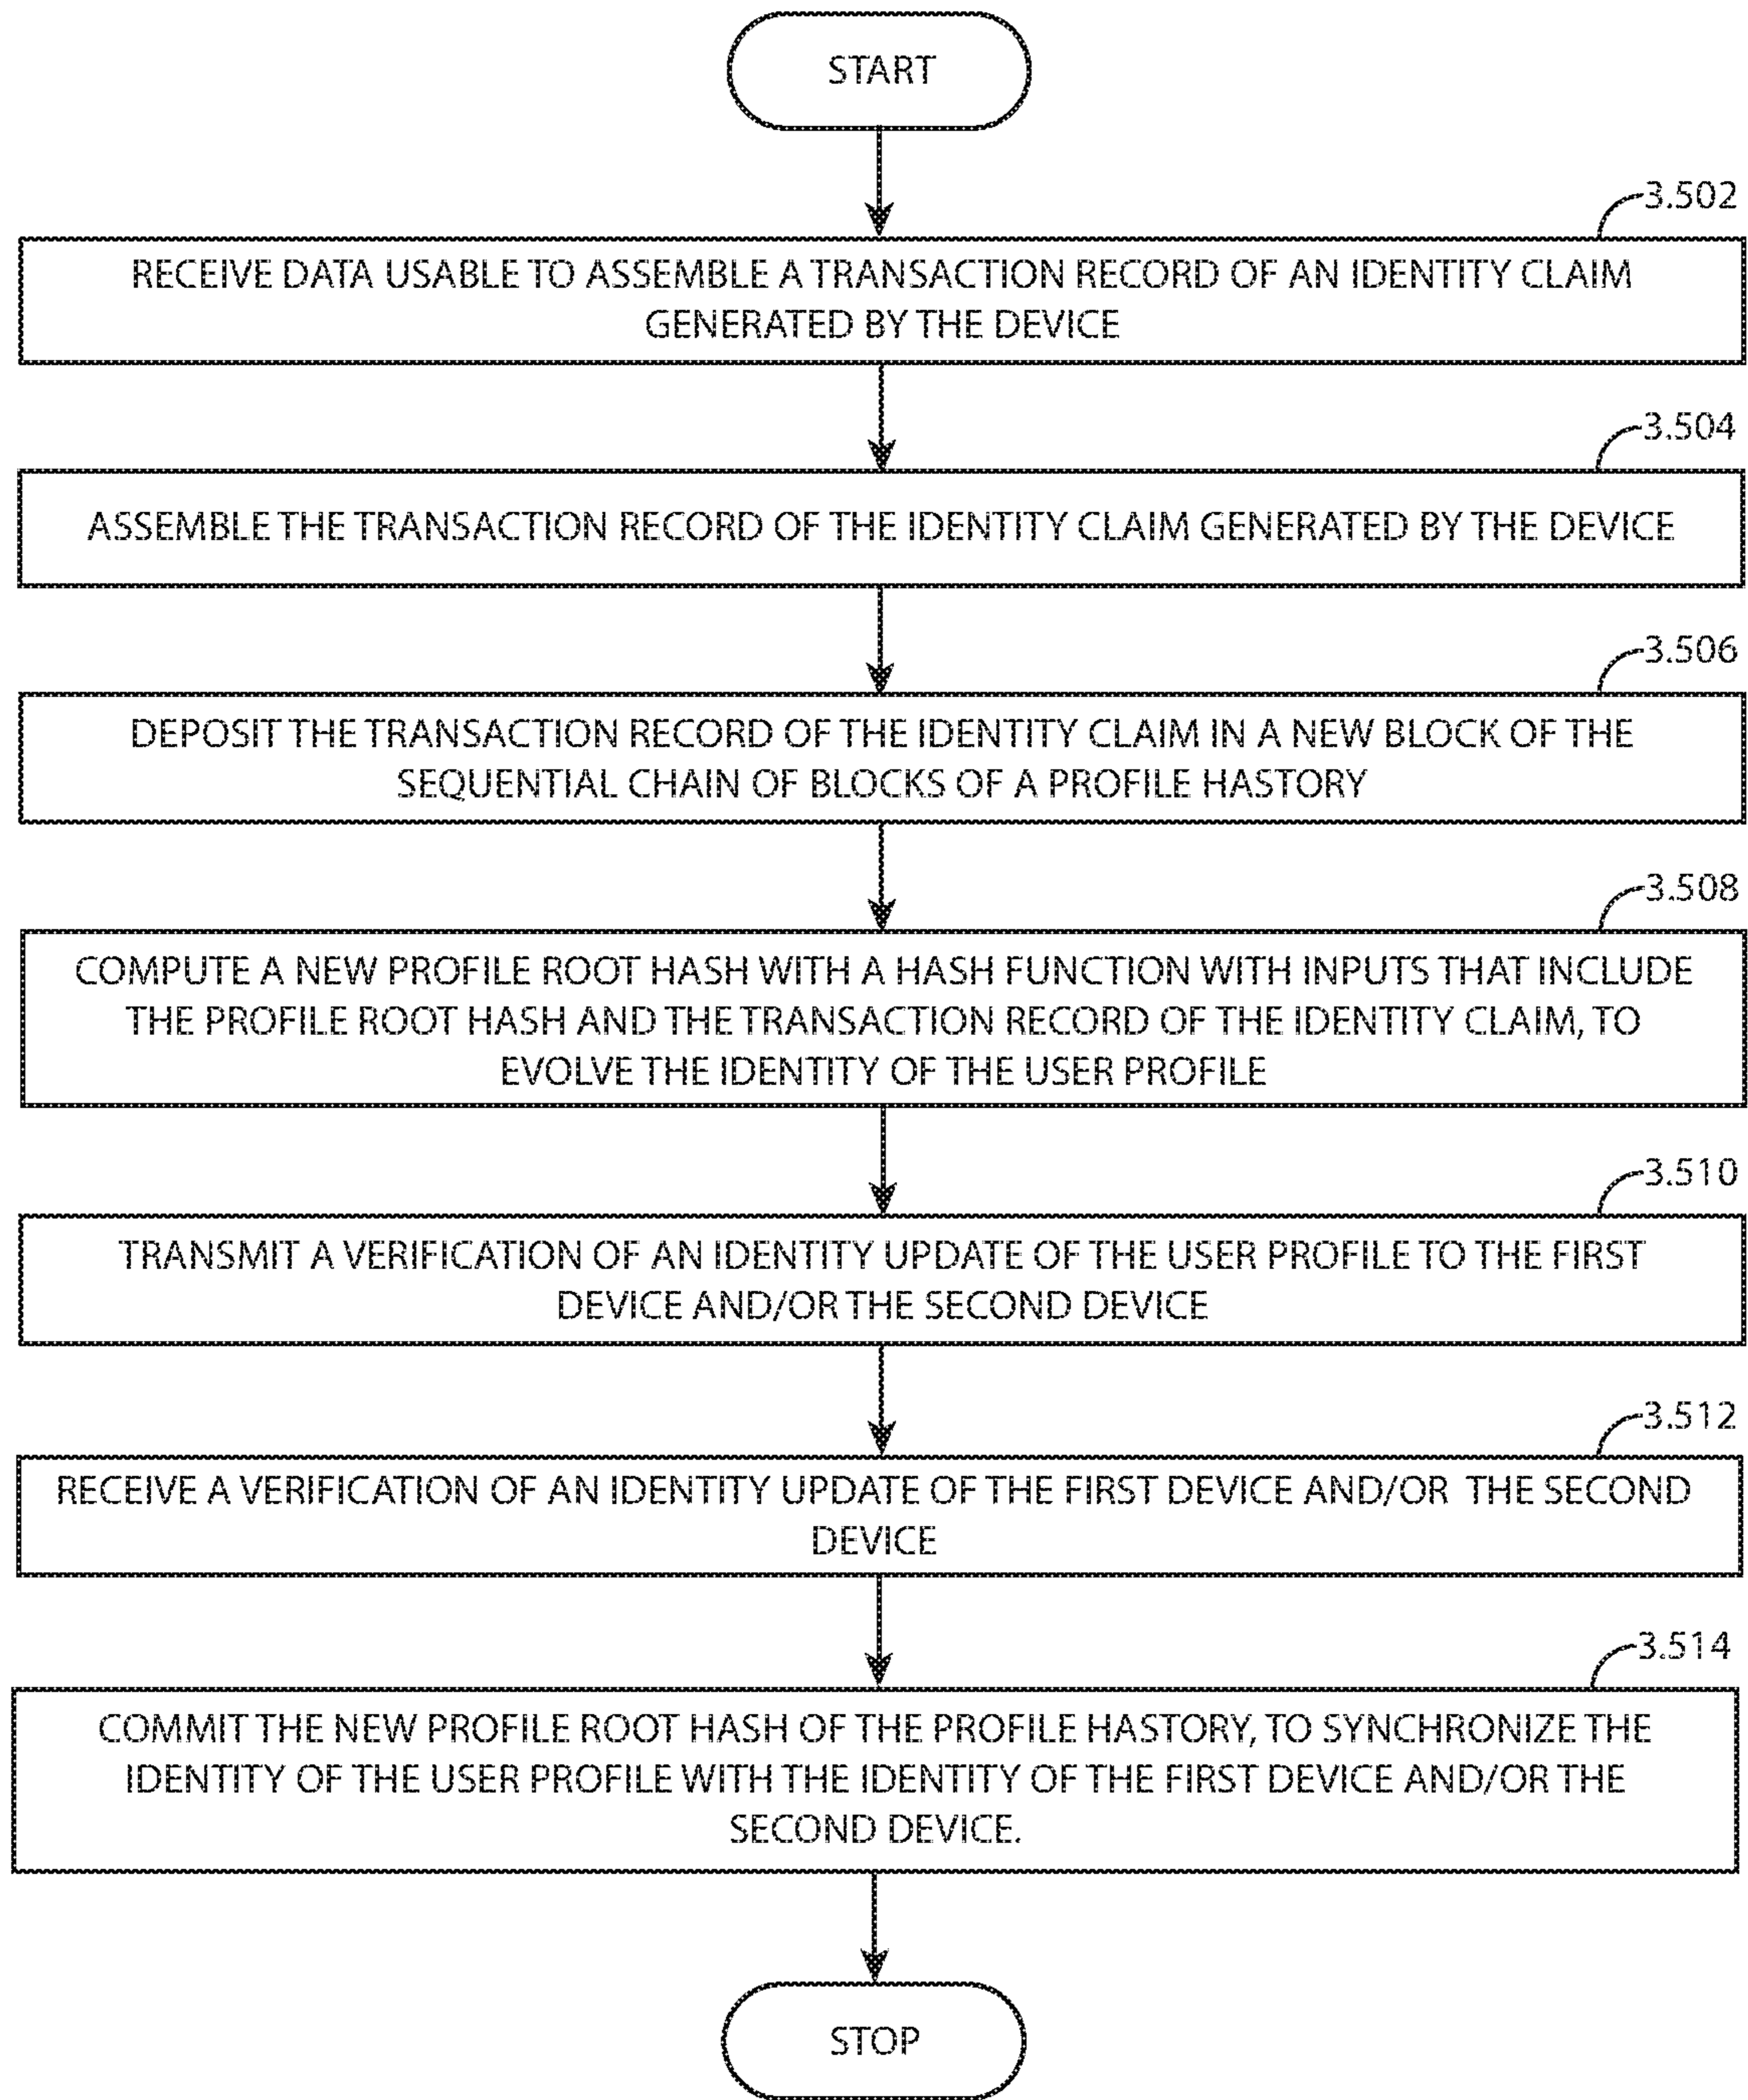 START
3.502
RECEIVE DATA USABLE TO ASSEMBLE A TRANSACTION RECORD OF AN IDENTITY CLAIM
GENERATED BY THE DEVICE
3.504
ASSEMBLE THE TRANSACTION RECORD OF THE IDENTITY CLAIM GENERATED BY THE DEVICE
3.506
DEPOSIT THE TRANSACTION RECORD OF THE IDENTITY CLAIM IN A NEW BLOCK OF THE
SEQUENTIAL CHAIN OF BLOCKS OF A PROFILE HASTORY
3.508
COMPUTE A NEW PROFILE ROOT HASH WITH A HASH FUNCTION WITH INPUTS THAT INCLUDE
THE PROFILE ROOT HASH AND THE TRANSACTION RECORD OF THE IDENTITY CLAIM, TO
EVOLVE THE IDENTITY OF THE USER PROFILE
3.510
TRANSMIT A VERIFICATION OF AN IDENTITY UPDATE OF THE USER PROFILE TO THE FIRST
DEVICE AND/OR THE SECOND DEVICE
3.512
RECEIVE A VERIFICATION OF AN IDENTITY UPDATE OF THE FIRST DEVICE AND/OR THE SECOND
DEVICE
3.514
COMMIT THE NEW PROFILE ROOT HASH OF THE PROFILE HASTORY, TO SYNCHRONIZE THE
IDENTITY OF THE USER PROFILE WITH THE IDENTITY OF THE FIRST DEVICE AND/OR THE
SECOND DEVICE.
STOP